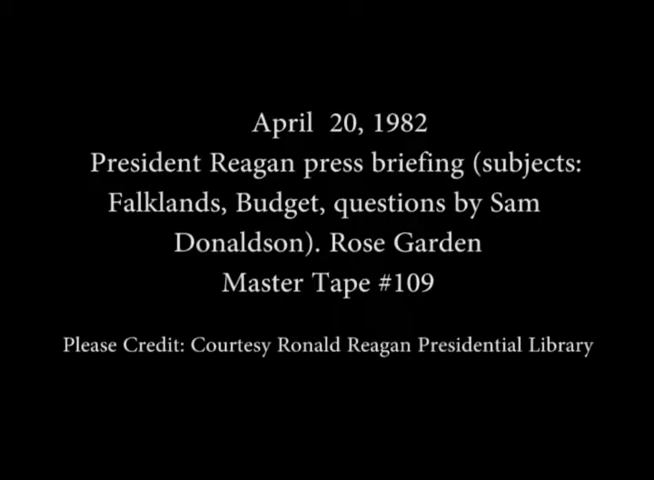 April  20, 1982
President Reagan press briefing (subjects:
Falklands, Budget, questions by Sam
Donaldson). Rose Garden
Master Tape #109
Please Credit: Courtesy Ronald Reagan Presidential Library